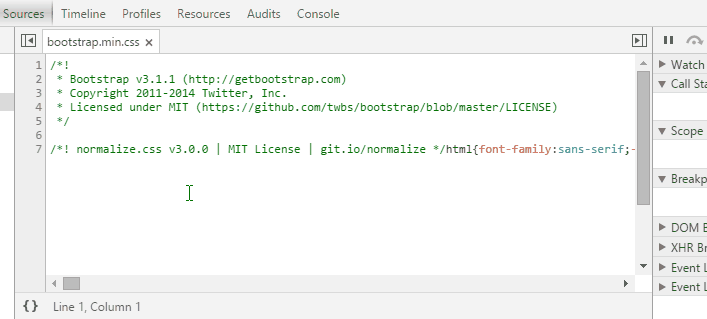 Sources Timeline Profiles Resources Audits Console
bootstrap.min.css ×
1 /*!
2  * Bootstrap v3.1.1 (http://getbootstrap.com)
3  * Copyright 2011-2014 Twitter, Inc.
4  * Licensed under MIT (https://github.com/twbs/bootstrap/blob/master/LICENSE)
5  */
6
7 /*! normalize.css v3.0.0 | MIT License | git.io/normalize */html{font-family:sans-serif;-
{} Line 1, Column 1
Watch
Call Sta
Scope
Breakp
DOM B
XHR Br
Event L
Event L